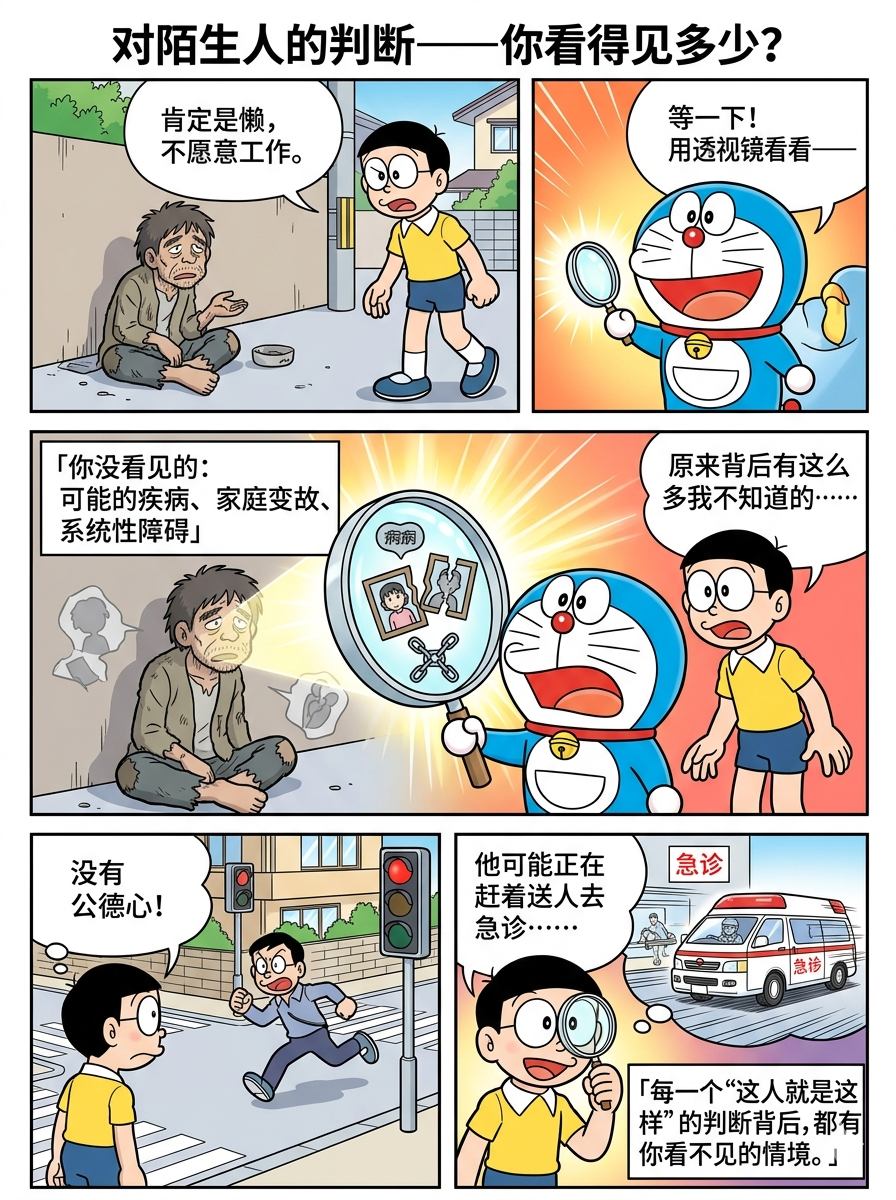 对陌生人的判断——你看得见多少？
肯定是懒，
不愿意工作。
等一下！
用透视镜看看——
「你没看见的：
可能的疾病、家庭变故、
系统性障碍」
原来背后有这么
多我不知道的……
没有
公德心！
他可能正在
赶着送人去
急诊……
急诊
急诊
「每一个“这人就是这
样”的判断背后，都有
你看不见的情境。」